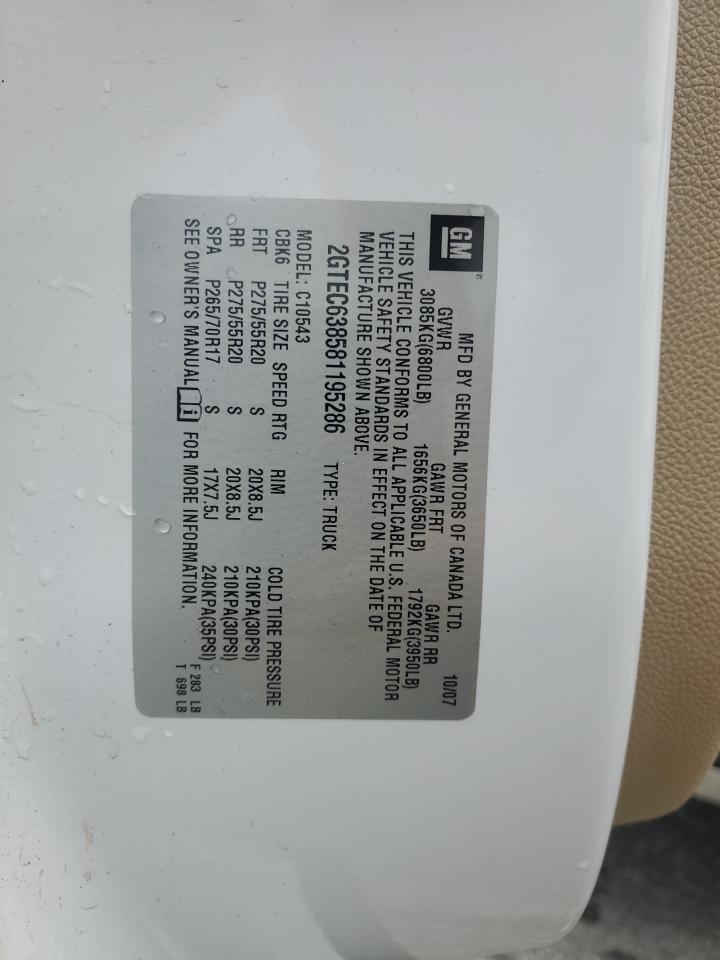 GM®
MFD BY GENERAL MOTORS OF CANADA LTD. 10/07
GVWR GAWR FRT GAWR RR
3085KG(6800LB) 1656KG(3650LB) 1792KG(3950LB)
THIS VEHICLE CONFORMS TO ALL APPLICABLE U.S. FEDERAL MOTOR
VEHICLE SAFETY STANDARDS IN EFFECT ON THE DATE OF
MANUFACTURE SHOWN ABOVE.
2GTEC638581195286 TYPE: TRUCK
MODEL: C10543
CBK6 TIRE SIZE SPEED RTG RIM COLD TIRE PRESSURE
FRT P275/55R20 S 20X8.5J 210KPA(30PSI)
RR P275/55R20 S 20X8.5J 210KPA(30PSI)
SPA P265/70R17 S 17X7.5J 240KPA(35PSI) F 283 LB
SEE OWNER'S MANUAL i FOR MORE INFORMATION. T 698 LB